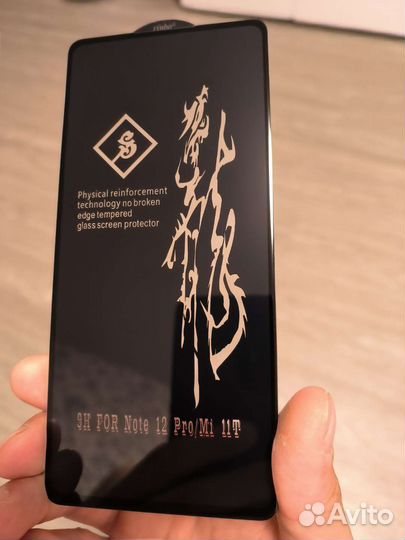 Physical reinforcement
technology no broken
edge tempered
glass screen protector
9H FOR Note 12 Pro/Mi 11T
Avito